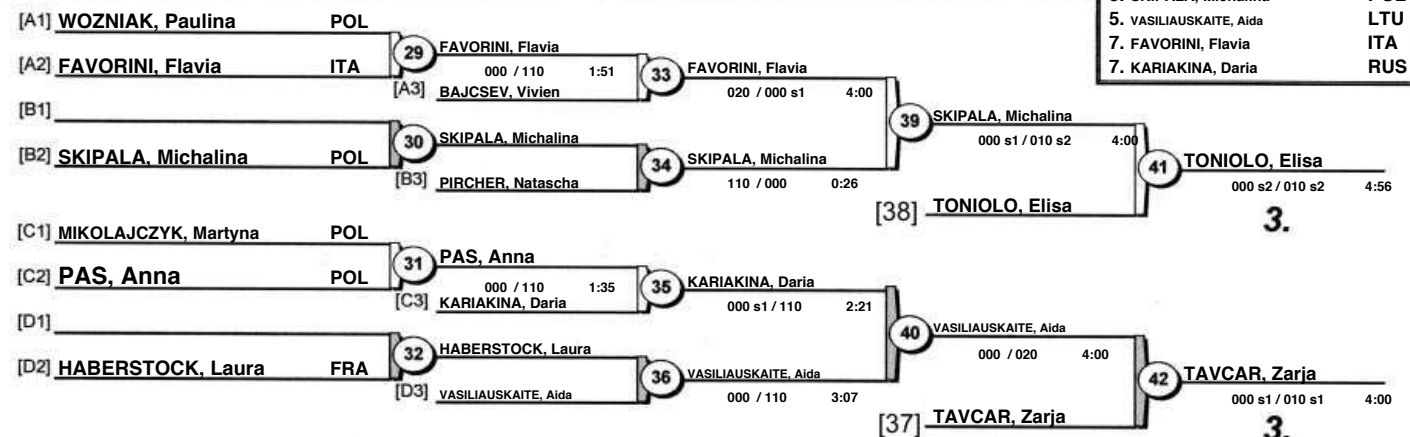 5. VASILIAUSKAITE, Aida LTU
7. FAVORINI, Flavia ITA
7. KARIAKINA, Daria RUS
[A1] WOZNIAK, Paulina POL
29 FAVORINI, Flavia
[A2] FAVORINI, Flavia ITA
000 / 110 1:51
33 FAVORINI, Flavia
[A3] BAJCSEV, Vivien
020 / 000 s1 4:00
[B1]
39 SKIPALA, Michalina
30 SKIPALA, Michalina
000 s1 / 010 s2 4:00
[B2] SKIPALA, Michalina POL
34 SKIPALA, Michalina
41 TONIOLO, Elisa
[B3] PIRCHER, Natascha
110 / 000 0:26
000 s2 / 010 s2 4:56
[38] TONIOLO, Elisa
3.
[C1] MIKOLAJCZYK, Martyna POL
31 PAS, Anna
[C2] PAS, Anna POL
000 / 110 1:35
35 KARIAKINA, Daria
[C3] KARIAKINA, Daria
000 s1 / 110 2:21
[D1]
40 VASILIAUSKAITE, Aida
32 HABERSTOCK, Laura
000 / 020 4:00
[D2] HABERSTOCK, Laura FRA
36 VASILIAUSKAITE, Aida
42 TAVCAR, Zarja
[D3] VASILIAUSKAITE, Aida
000 / 110 3:07
000 s1 / 010 s1 4:00
[37] TAVCAR, Zarja
3.